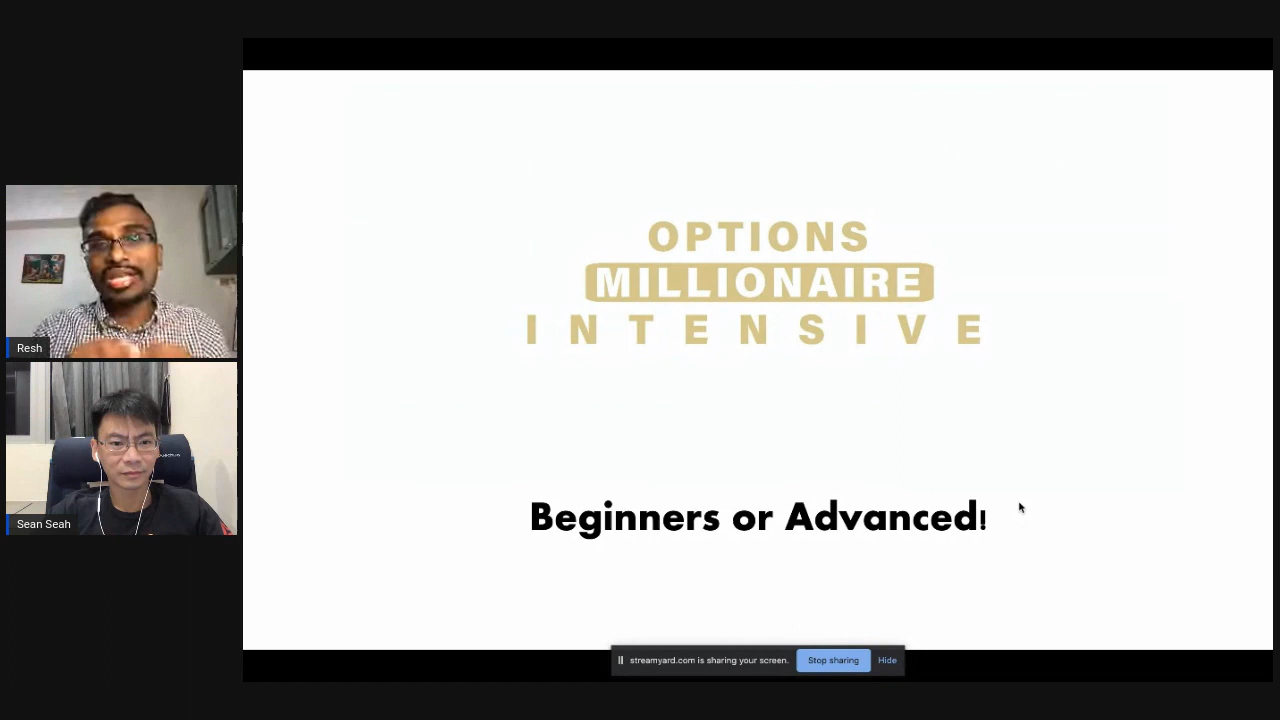 OPTIONS
MILLIONAIRE
INTENSIVE
Beginners or Advanced!
Resh
Sean Seah
streamyard.com is sharing your screen.
Stop sharing
Hide